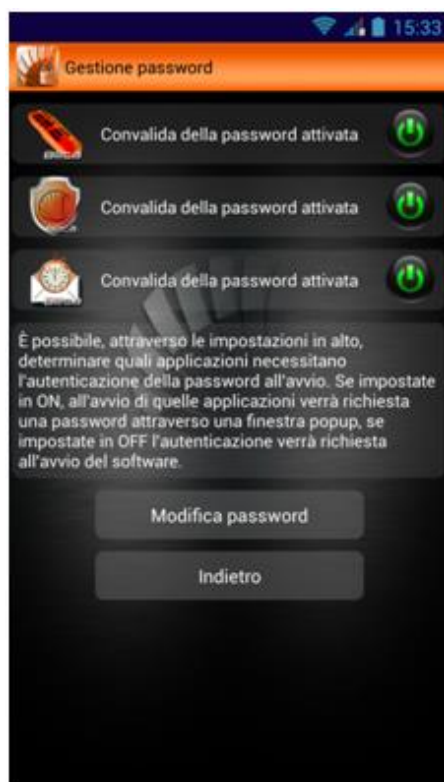 15:33
Gestione password
Convalida della password attivata
Convalida della password attivata
Convalida della password attivata
È possibile, attraverso le impostazioni in alto,
determinare quali applicazioni necessitano
l'autenticazione della password all'avvio. Se impostate
in ON, all'avvio di quelle applicazioni verrà richiesta
una password attraverso una finestra popup, se
impostate in OFF l'autenticazione verrà richiesta
all'avvio del software.
Modifica password
Indietro